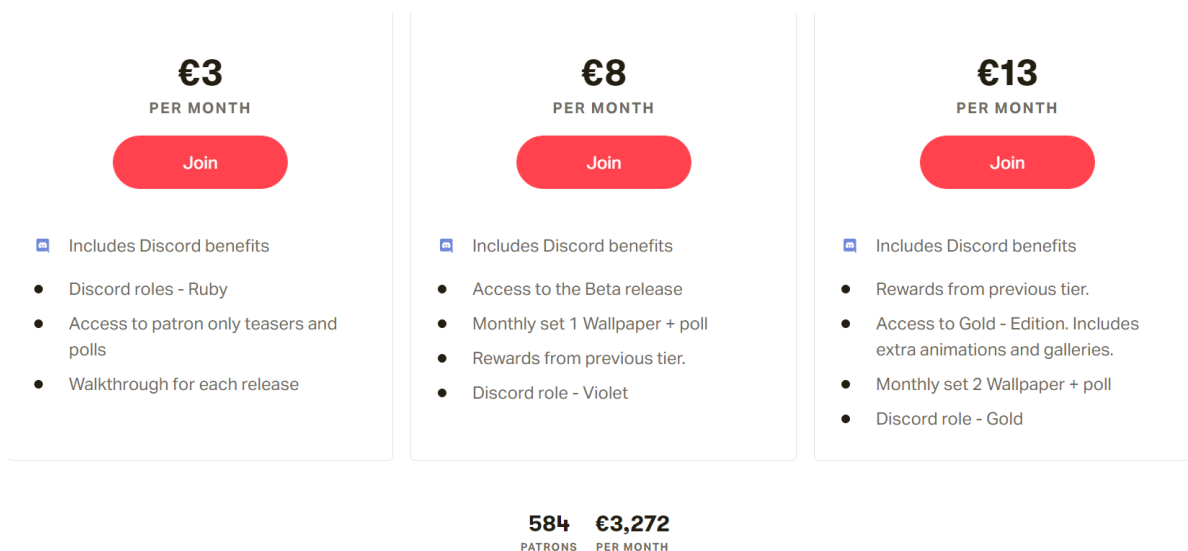 €3
PER MONTH
Join
Includes Discord benefits
Discord roles - Ruby
Access to patron only teasers and
polls
Walkthrough for each release
€8
PER MONTH
Join
Includes Discord benefits
Access to the Beta release
Monthly set 1 Wallpaper + poll
Rewards from previous tier.
Discord role - Violet
€13
PER MONTH
Join
Includes Discord benefits
Rewards from previous tier.
Access to Gold - Edition. Includes
extra animations and galleries.
Monthly set 2 Wallpaper + poll
Discord role - Gold
584 €3,272
PATRONS PER MONTH